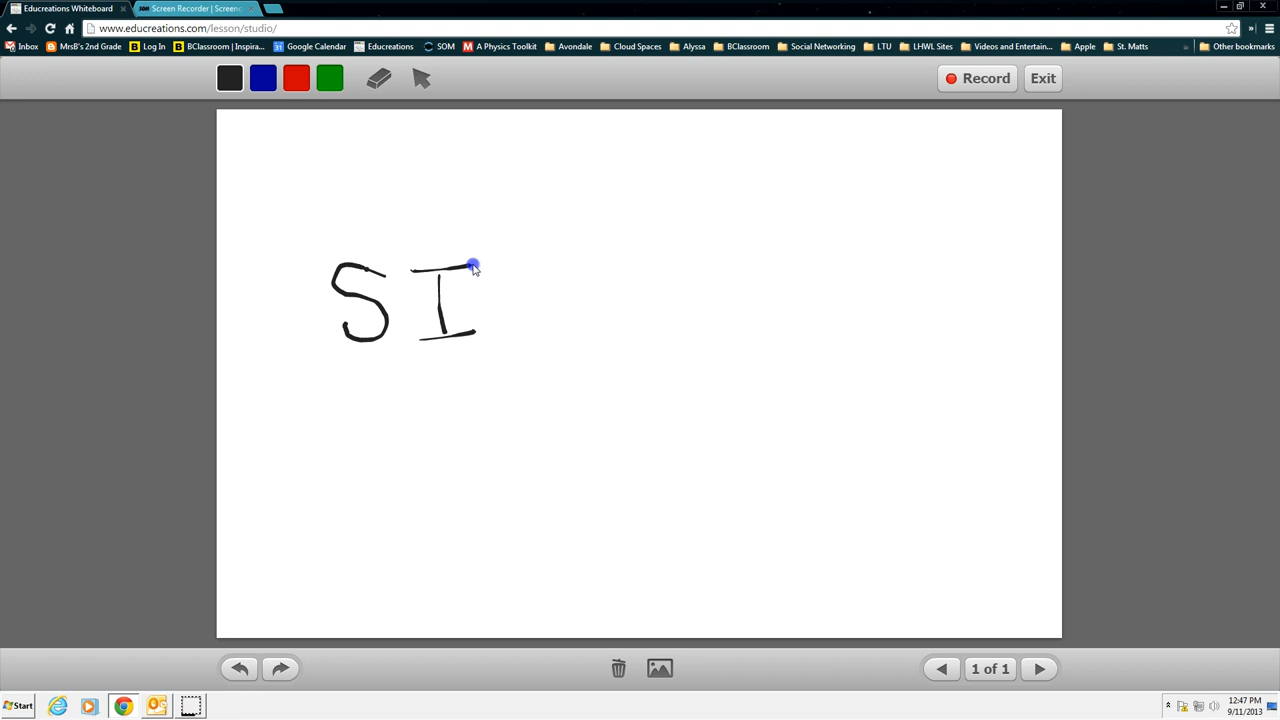 Educreations Whiteboard
Screen Recorder | Screenc
www.educreations.com/lesson/studio/
Inbox MrsB's 2nd Grade Log In BClassroom | Inspira... Google Calendar Educreations SOM A Physics Toolkit Avondale Cloud Spaces Alyssa BClassroom Social Networking LTU LHWL Sites Videos and Entertain... Apple St. Matts Other bookmarks
Record Exit
S I
1 of 1
Start
12:47 PM
9/11/2013